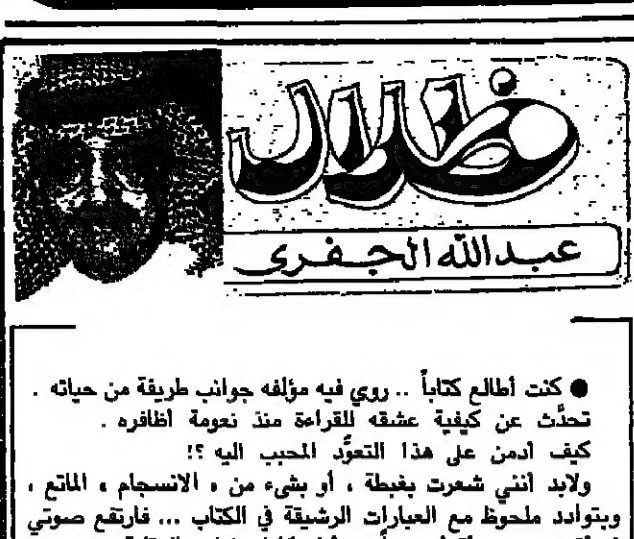 ظلال
عبدالله الجفرى
● كنت أطالع كتاباً .. روي فيه مؤلفه جوانب طريفة من حياته .
تحدَّث عن كيفية عشقه للقراءة منذ نعومة أظافره .
كيف أدمن على هذا التعوُّد المحبب اليه ؟!
ولابد أنني شعرت بغبطة ، أو بشيء من « الانسجام » الماتع ،
وبتوادد ملحوظ مع العبارات الرشيقة في الكتاب ... فارتفع صوتي